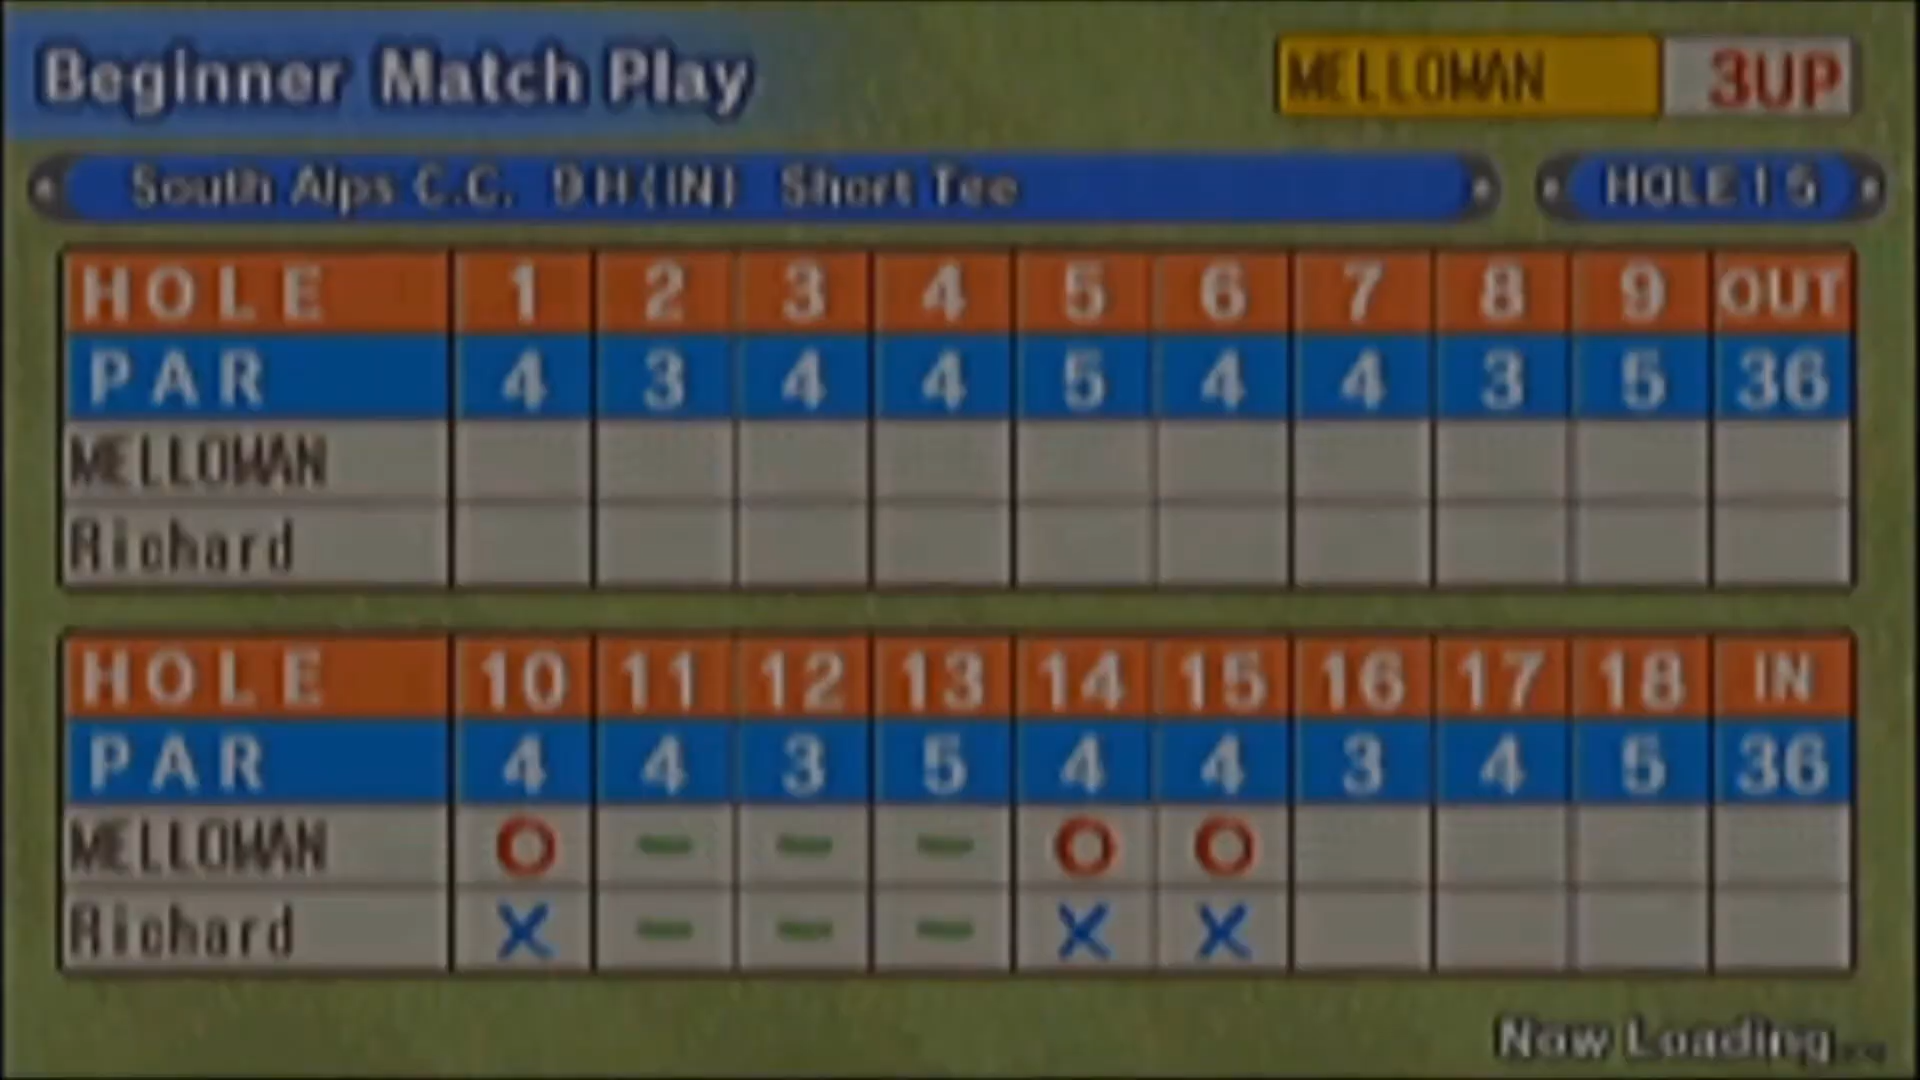 Beginner Match Play
MELLOMAN 3UP
South Alps C.C. 9H(IN) Short Tee
HOLE 15
HOLE 1 2 3 4 5 6 7 8 9 OUT
PAR 4 3 4 4 5 4 4 3 5 36
MELLOMAN
Richard
HOLE 10 11 12 13 14 15 16 17 18 IN
PAR 4 4 3 5 4 4 3 4 5 36
MELLOMAN O - - - O O
Richard X - - - X X
Now Loading...